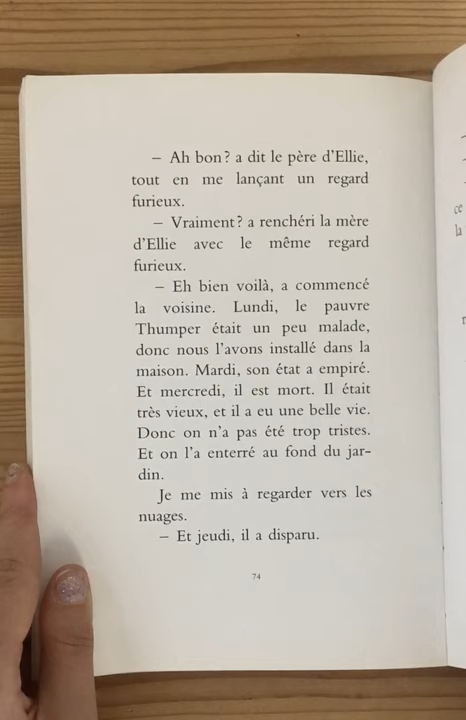 – Ah bon ? a dit le père d'Ellie,
tout en me lançant un regard
furieux.
– Vraiment ? a renchéri la mère
d'Ellie avec le même regard
furieux.
– Eh bien voilà, a commencé
la voisine. Lundi, le pauvre
Thumper était un peu malade,
donc nous l'avons installé dans la
maison. Mardi, son état a empiré.
Et mercredi, il est mort. Il était
très vieux, et il a eu une belle vie.
Donc on n'a pas été trop tristes.
Et on l'a enterré au fond du jar-
din.
Je me mis à regarder vers les
nuages.
– Et jeudi, il a disparu.
74
ce
la